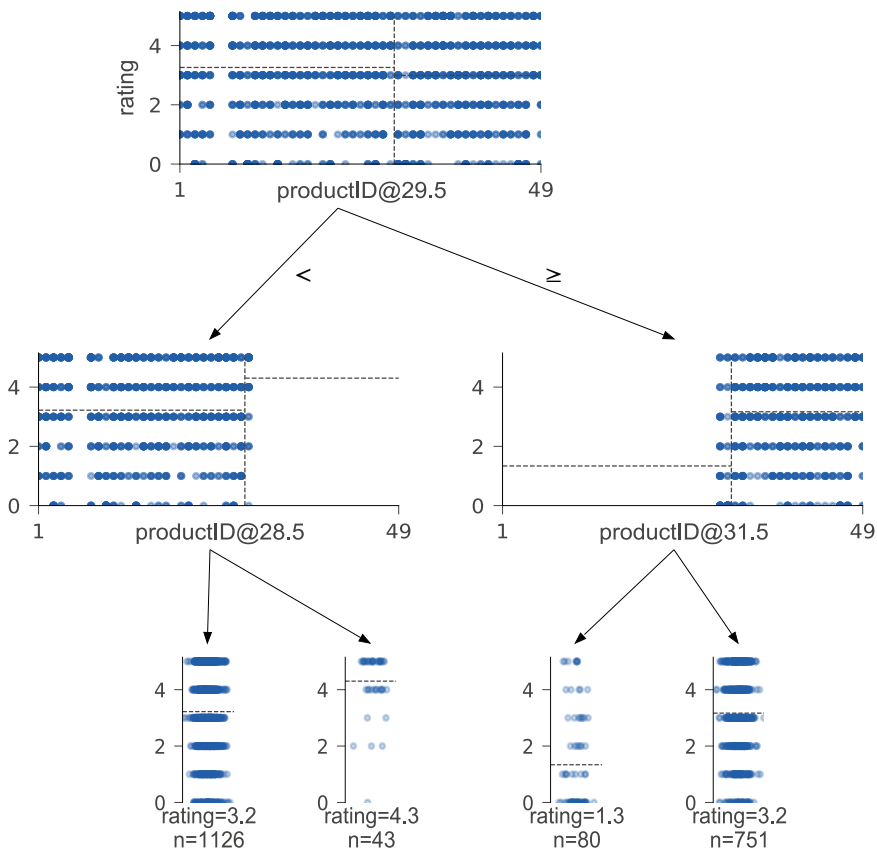 rating
4
2
0
1
49
productID@29.5
<
≥
4
2
0
1
49
productID@28.5
4
2
0
1
49
productID@31.5
4
2
0
rating=3.2
n=1126
4
2
0
rating=4.3
n=43
4
2
0
rating=1.3
n=80
4
2
0
rating=3.2
n=751